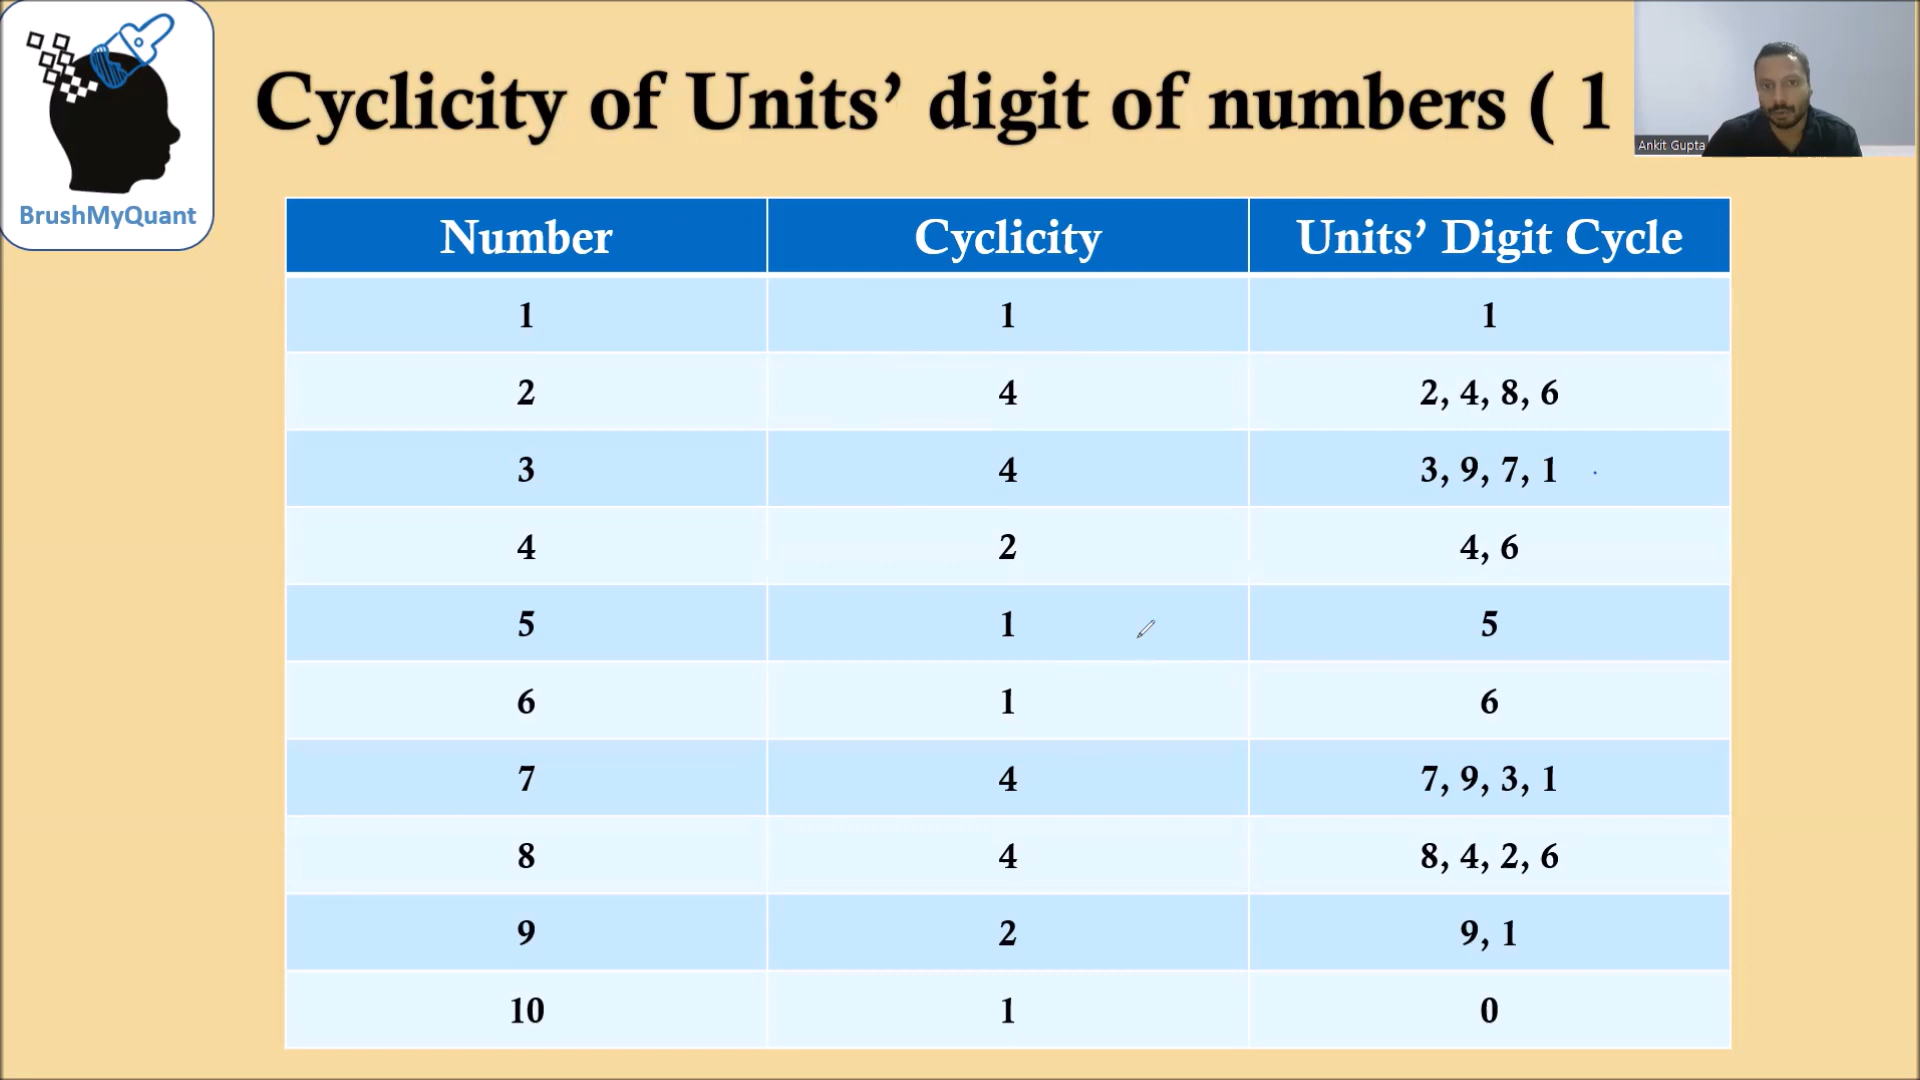 BrushMyQuant
Cyclicity of Units’ digit of numbers ( 1
Ankit Gupta
Number Cyclicity Units’ Digit Cycle
1 1 1
2 4 2, 4, 8, 6
3 4 3, 9, 7, 1
4 2 4, 6
5 1 5
6 1 6
7 4 7, 9, 3, 1
8 4 8, 4, 2, 6
9 2 9, 1
10 1 0